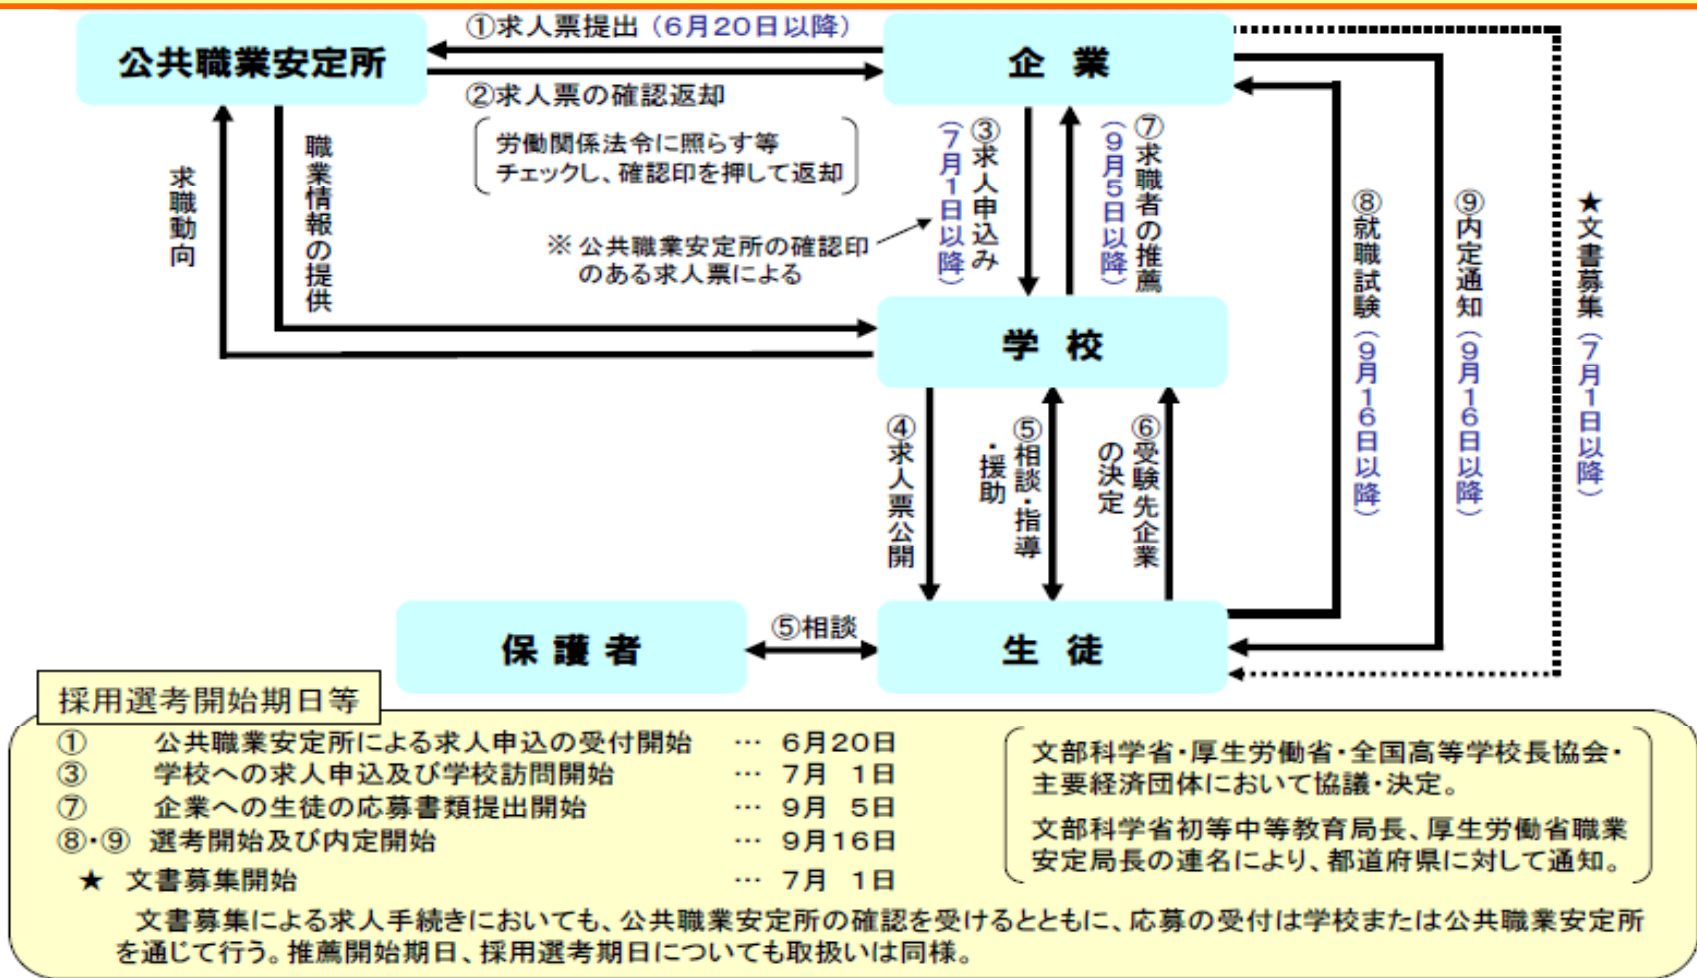 ①求人票提出（6月20日以降）
公共職業安定所
企業
②求人票の確認返却
労働関係法令に照らす等
チェックし、確認印を押して返却
※ 公共職業安定所の確認印
のある求人票による
求職動向
職業情報の提供
③求人申込み
（7月1日以降）
⑦求職者の推薦
（9月5日以降）
⑧就職試験（9月16日以降）
⑨内定通知（9月16日以降）
★文書募集（7月1日以降）
学校
④求人票公開
⑤相談・指導
・援助
⑥受験先企業
の決定
保護者
⑤相談
生徒
採用選考開始期日等
① 公共職業安定所による求人申込の受付開始 … 6月20日
③ 学校への求人申込及び学校訪問開始 … 7月 1日
⑦ 企業への生徒の応募書類提出開始 … 9月 5日
⑧・⑨ 選考開始及び内定開始 … 9月16日
★ 文書募集開始 … 7月 1日
文部科学省・厚生労働省・全国高等学校長協会・
主要経済団体において協議・決定。
文部科学省初等中等教育局長、厚生労働省職業
安定局長の連名により、都道府県に対して通知。
文書募集による求人手続きにおいても、公共職業安定所の確認を受けるとともに、応募の受付は学校または公共職業安定所
を通じて行う。推薦開始期日、採用選考期日についても取扱いは同様。